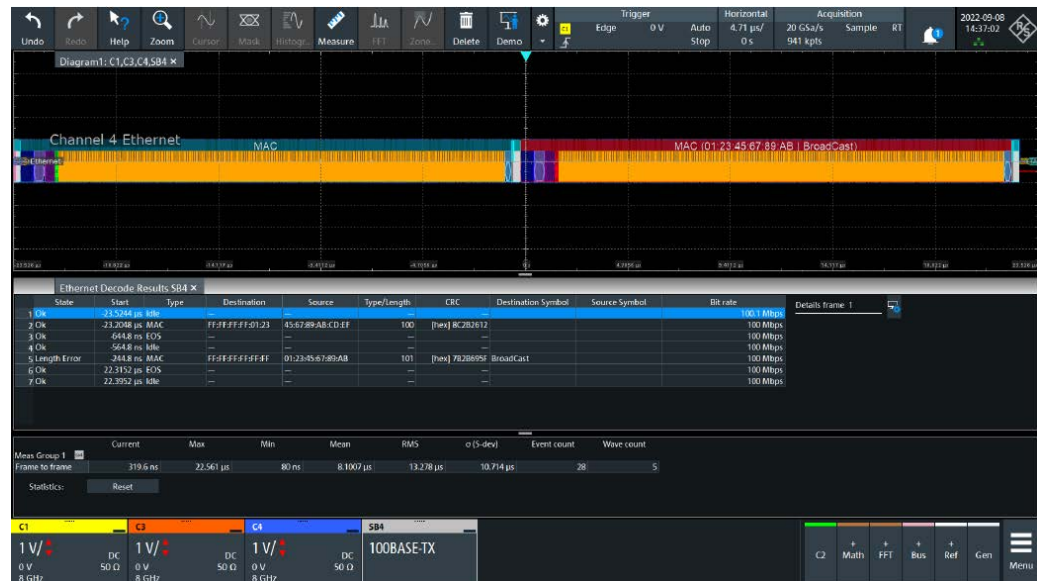 Trigger Horizontal Acquisition 2022-09-08
Edge 0 V Auto 4.71 µs/ 20 GSa/s Sample RT 14:37:02
Stop 0 s 941 kpts
Undo Redo Help Zoom Cursor Mask Histogr... Measure FFT Zone... Delete Demo
Diagram1: C1,C3,C4,SB4 ×
Channel 4 Ethernet
MAC MAC (01:23:45:67:89:AB | BroadCast)
Ethernet
Ethernet Decode Results SB4 ×
State Start Type Destination Source Type/Length CRC Destination Symbol Source Symbol Bit rate
Details frame 1
1 Ok -23.5244 µs Idle — — — — 100.1 Mbps
2 Ok -23.2048 µs MAC FF:FF:FF:FF:01:23 45:67:89:AB:CD:EF 100 [hex] 8C2B2612 100 Mbps
3 Ok -644.8 ns EOS — — — — 100 Mbps
4 Ok -564.8 ns Idle — — — — 100 Mbps
5 Length Error -244.8 ns MAC FF:FF:FF:FF:FF:FF 01:23:45:67:89:AB 101 [hex] 7B2B695F BroadCast 100 Mbps
6 Ok 22.3152 µs EOS — — — — 100 Mbps
7 Ok 22.3952 µs Idle — — — — 100 Mbps
Current Max Min Mean RMS σ (S-dev) Event count Wave count
Meas Group 1
Frame to frame 319.6 ns 22.561 µs 80 ns 8.1007 µs 13.278 µs 10.714 µs 28 5
Statistics: Reset
C1 C3 C4 SB4
1 V/ 1 V/ 1 V/ 100BASE-TX
DC DC DC
0 V 50 Ω 0 V 50 Ω 0 V 50 Ω
8 GHz 8 GHz 8 GHz
C2 Math FFT Bus Ref Gen Menu